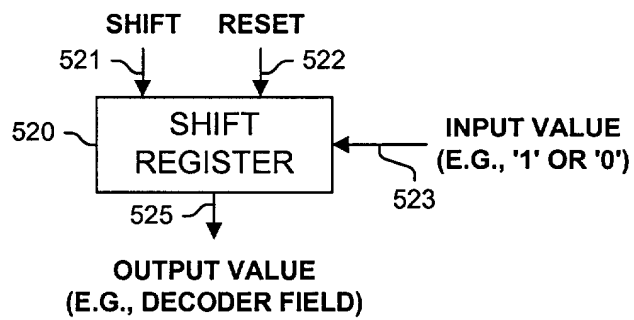 SHIFT RESET
521 522
520 SHIFT REGISTER
INPUT VALUE
(E.G., '1' OR '0')
523
525
OUTPUT VALUE
(E.G., DECODER FIELD)